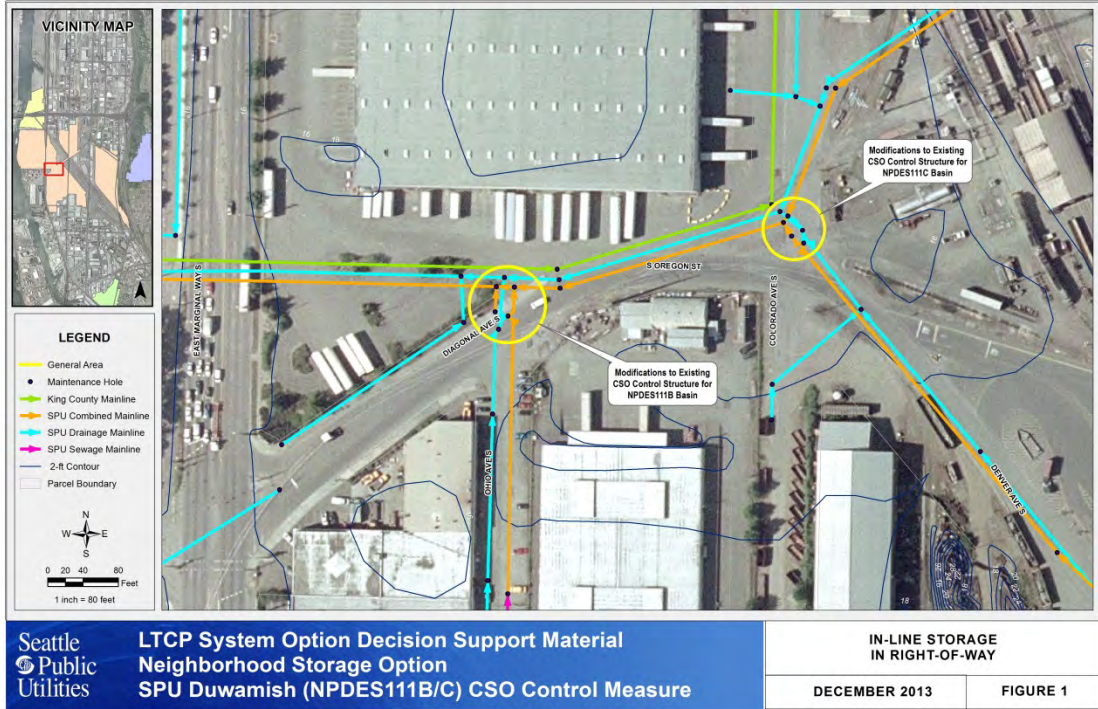 VICINITY MAP
LEGEND
General Area
Maintenance Hole
King County Mainline
SPU Combined Mainline
SPU Drainage Mainline
SPU Sewage Mainline
2-ft Contour
Parcel Boundary
N
W E
S
0 20 40 80
Feet
1 inch = 80 feet
16
18
EAST MARGINAL WAY S
DIAGONAL AVE S
S OREGON ST
COLORADO AVE S
OHIO AVE S
DENVER AVE S
Modifications to Existing
CSO Control Structure for
NPDES111C Basin
Modifications to Existing
CSO Control Structure for
NPDES111B Basin
18
Seattle
Public
Utilities
LTCP System Option Decision Support Material
Neighborhood Storage Option
SPU Duwamish (NPDES111B/C) CSO Control Measure
IN-LINE STORAGE
IN RIGHT-OF-WAY
DECEMBER 2013
FIGURE 1